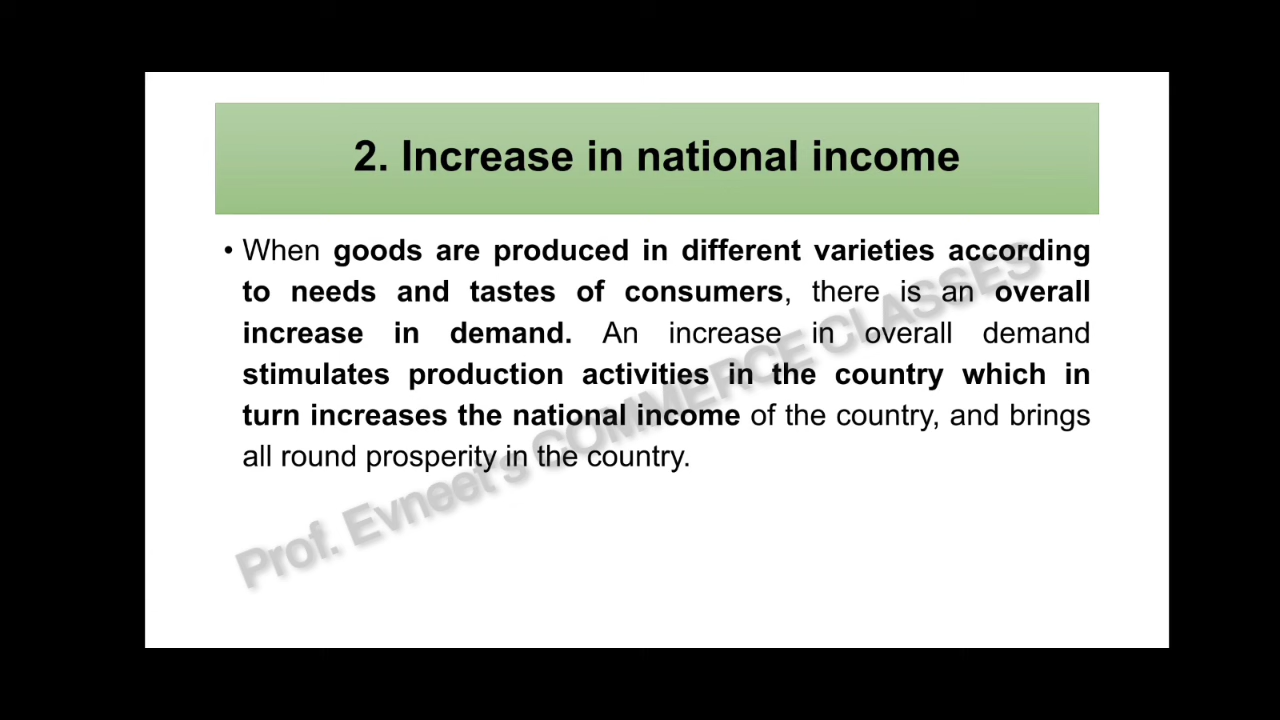 2. Increase in national income
• When goods are produced in different varieties according
to needs and tastes of consumers, there is an overall
increase in demand. An increase in overall demand
stimulates production activities in the country which in
turn increases the national income of the country, and brings
all round prosperity in the country.
Prof. Evneet's COMMERCE CLASSES